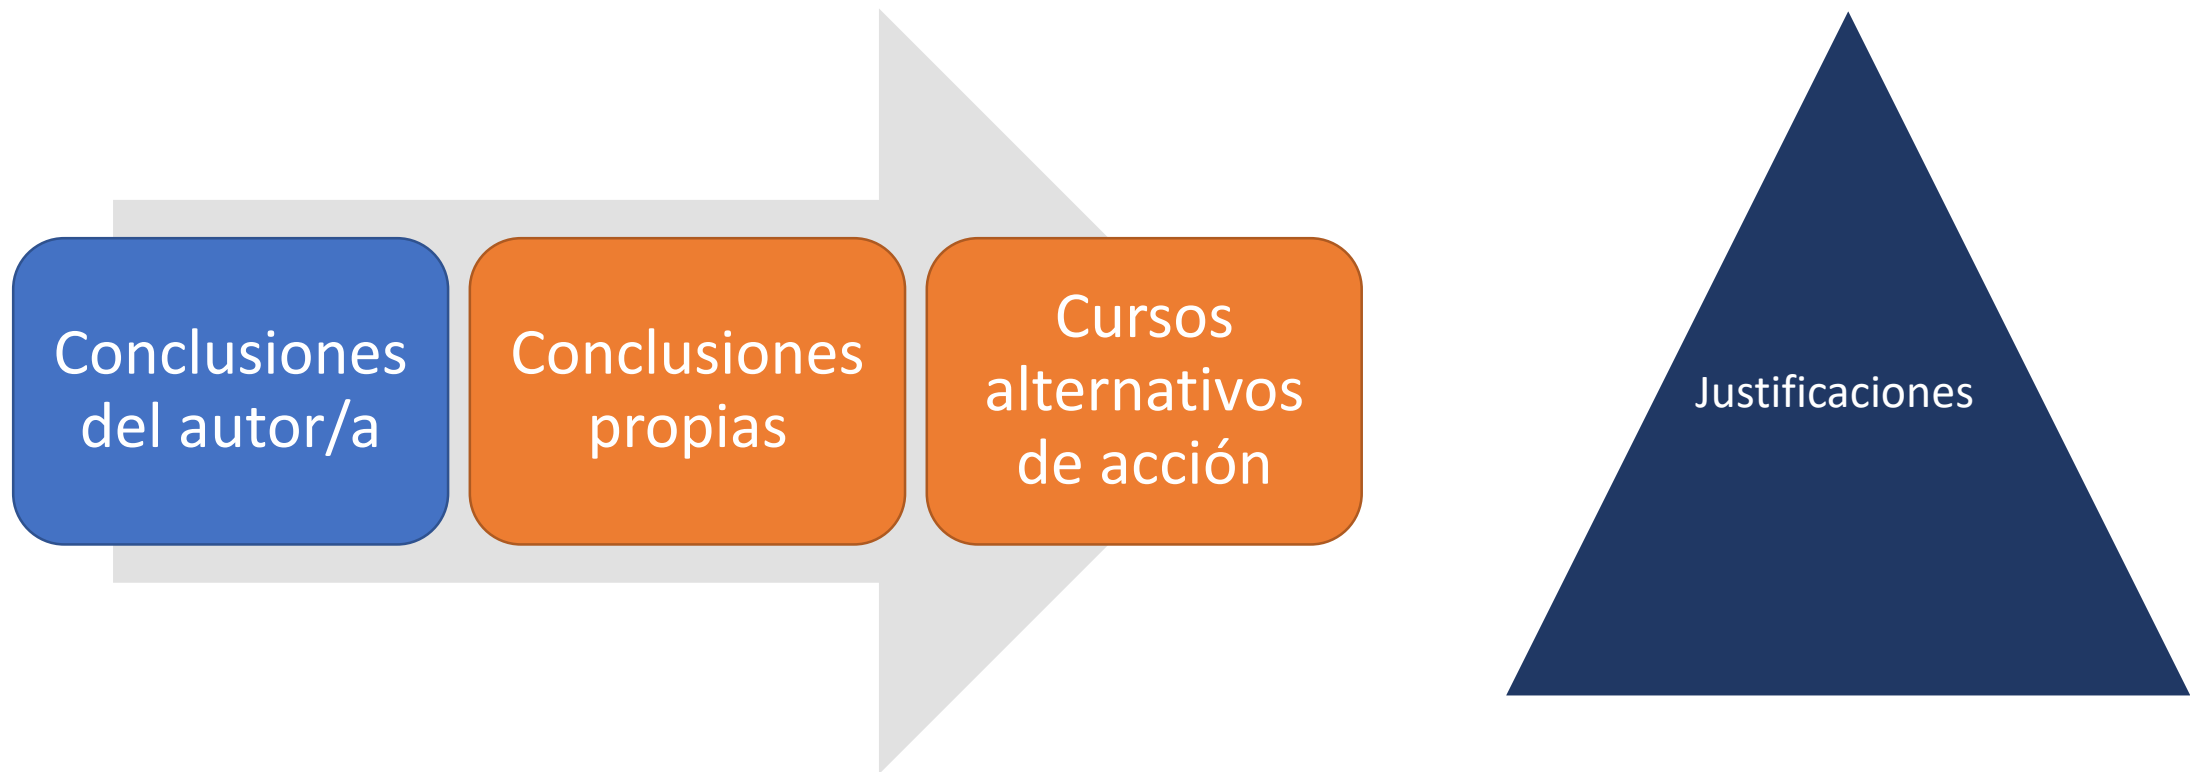 Conclusiones
del autor/a
Conclusiones
propias
Cursos
alternativos
de acción
Justificaciones